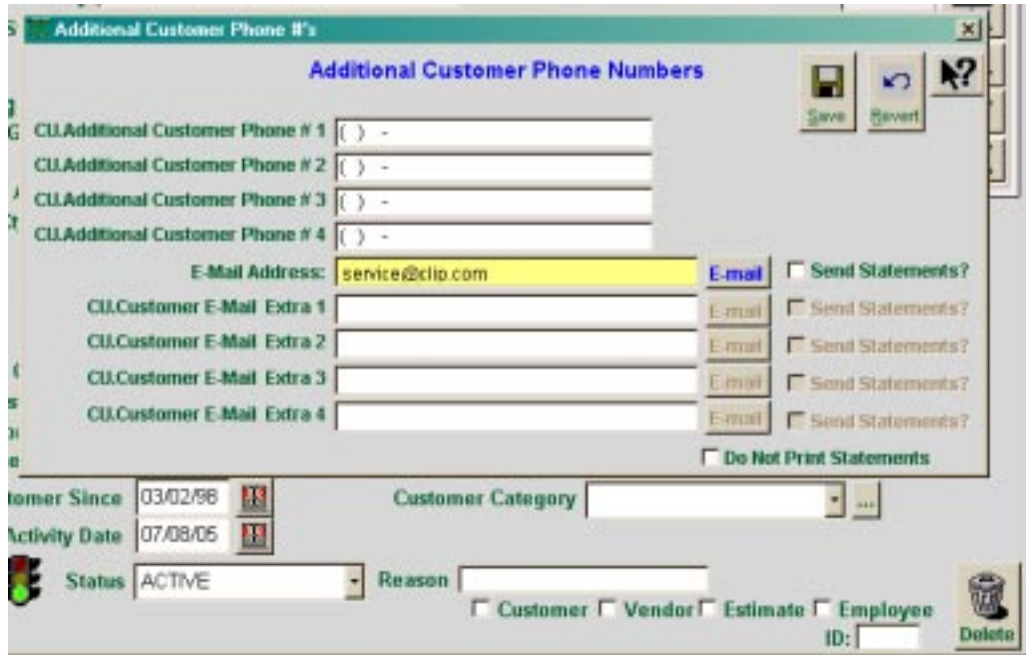 Additional Customer Phone #'s
Additional Customer Phone Numbers
Save Revert
CU.Additional Customer Phone # 1 ( ) -
CU.Additional Customer Phone # 2 ( ) -
CU.Additional Customer Phone # 3 ( ) -
CU.Additional Customer Phone # 4 ( ) -
E-Mail Address: service@clip.com E-mail Send Statements?
CU.Customer E-Mail Extra 1 E-mail Send Statements?
CU.Customer E-Mail Extra 2 E-mail Send Statements?
CU.Customer E-Mail Extra 3 E-mail Send Statements?
CU.Customer E-Mail Extra 4 E-mail Send Statements?
Do Not Print Statements
tomer Since 03/02/98 Customer Category ...
Activity Date 07/08/05
Status ACTIVE Reason
Customer Vendor Estimate Employee
ID: Delete